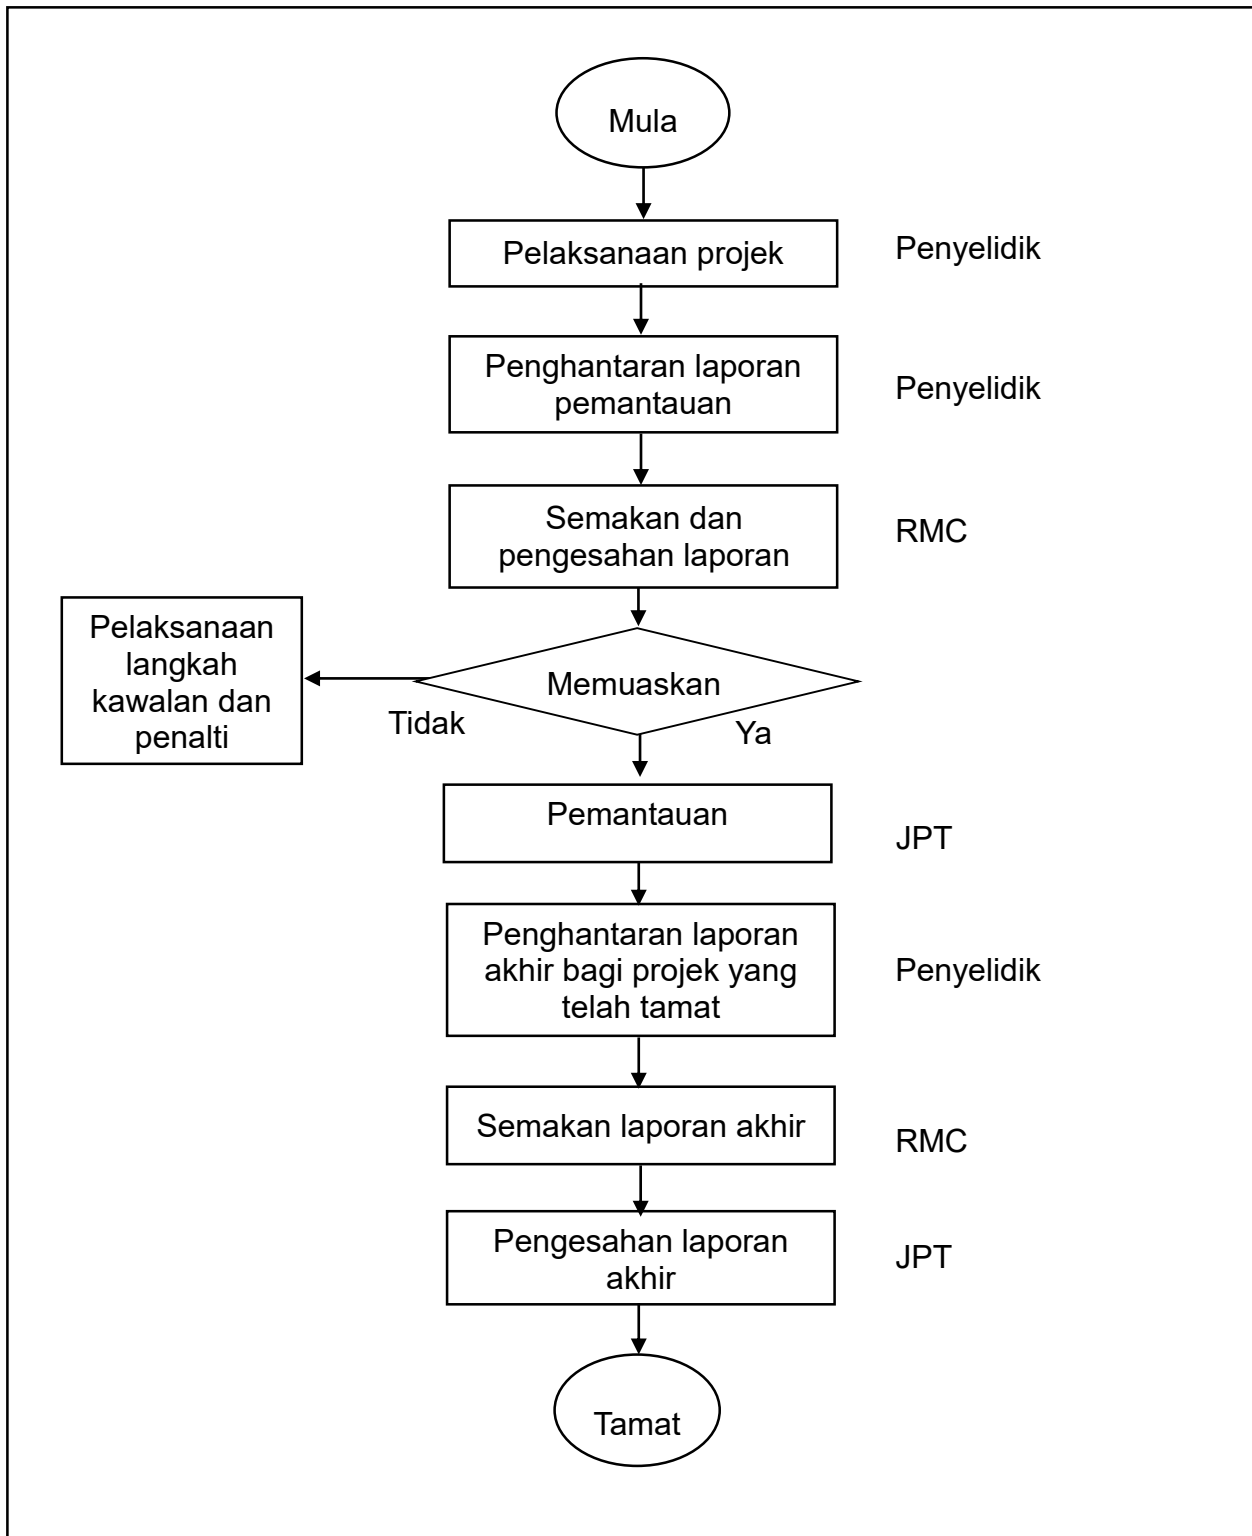 Mula
Pelaksanaan projek
Penyelidik
Penghantaran laporan
pemantauan
Penyelidik
Semakan dan
pengesahan laporan
RMC
Pelaksanaan
langkah
kawalan dan
penalti
Memuaskan
Tidak
Ya
Pemantauan
JPT
Penghantaran laporan
akhir bagi projek yang
telah tamat
Penyelidik
Semakan laporan akhir
RMC
Pengesahan laporan
akhir
JPT
Tamat